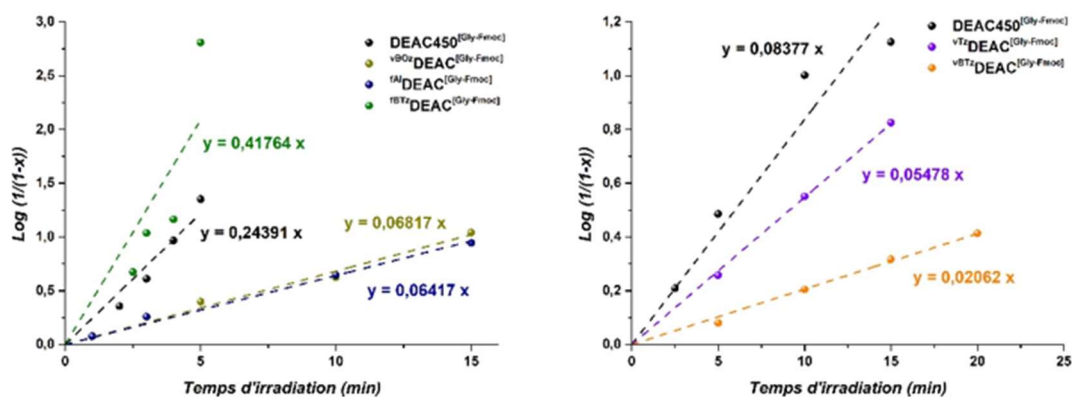 3,0
2,5
2,0
1,5
1,0
0,5
0,0
0
5
10
15
Log (1/(1-x))
Temps d'irradiation (min)
DEAC450[Gly-Fmoc]
vBOzDEAC[Gly-Fmoc]
fAlDEAC[Gly-Fmoc]
fBTzDEAC[Gly-Fmoc]
y = 0,41764 x
y = 0,24391 x
y = 0,06817 x
y = 0,06417 x
1,2
1,0
0,8
0,6
0,4
0,2
0,0
0
5
10
15
20
25
Log (1/(1-x))
Temps d'irradiation (min)
DEAC450[Gly-Fmoc]
vTzDEAC[Gly-Fmoc]
vBTzDEAC[Gly-Fmoc]
y = 0,08377 x
y = 0,05478 x
y = 0,02062 x